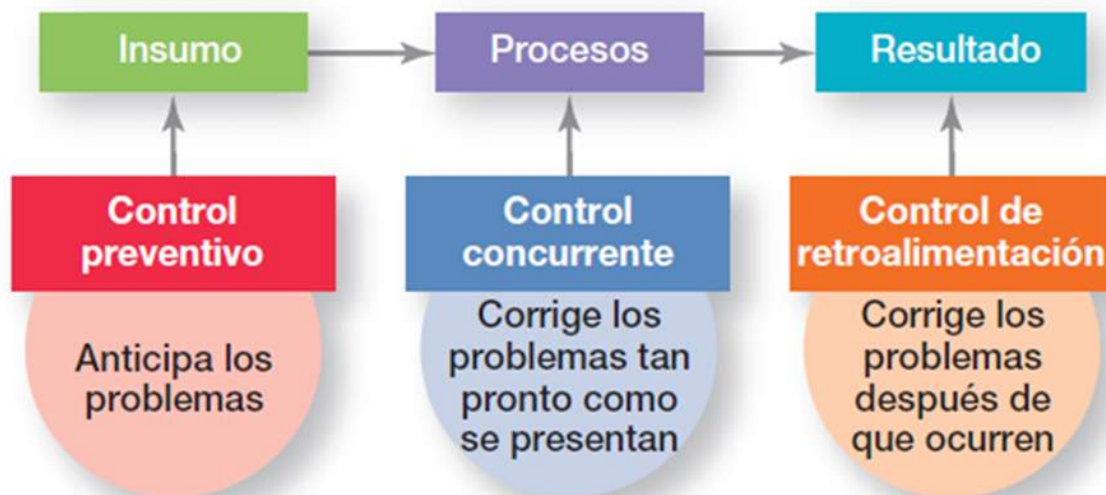 Insumo
Procesos
Resultado
Control
preventivo
Control
concurrente
Control de
retroalimentación
Anticipa los
problemas
Corrige los
problemas tan
pronto como
se presentan
Corrige los
problemas
después de
que ocurren